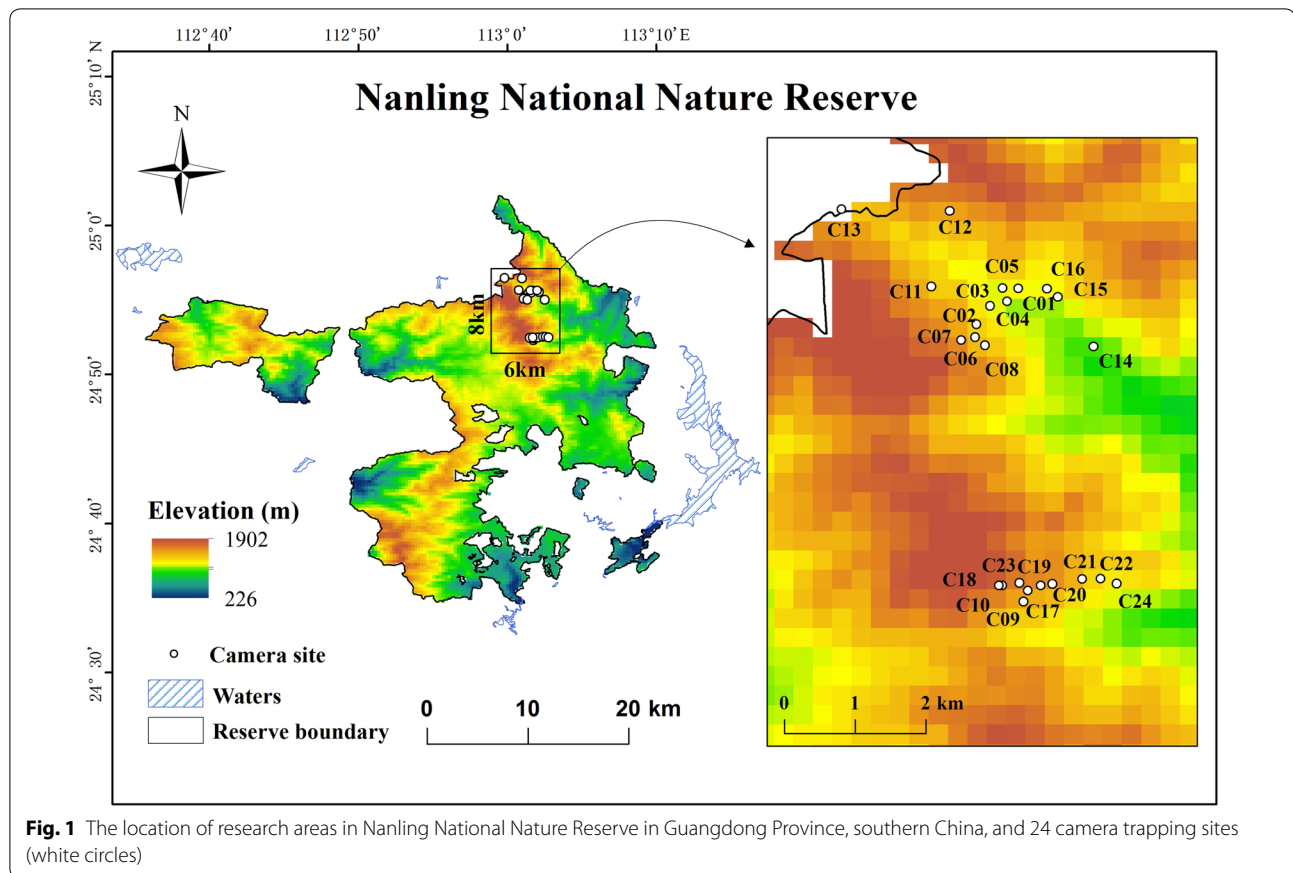 112°40′ 112°50′ 113°0′ 113°10′E
25°10′N
25°0′
24°50′
24°40′
24°30′
Nanling National Nature Reserve
N
8km
6km
Elevation (m)
1902
226
Camera site
Waters
Reserve boundary
0 10 20 km
C13 C12
C05 C16
C11 C03 C15
C01
C02 C04
C07
C06 C08 C14
C23 C19 C21 C22
C18 C20 C24
C10 C17
C09
0 1 2 km
Fig. 1 The location of research areas in Nanling National Nature Reserve in Guangdong Province, southern China, and 24 camera trapping sites
(white circles)